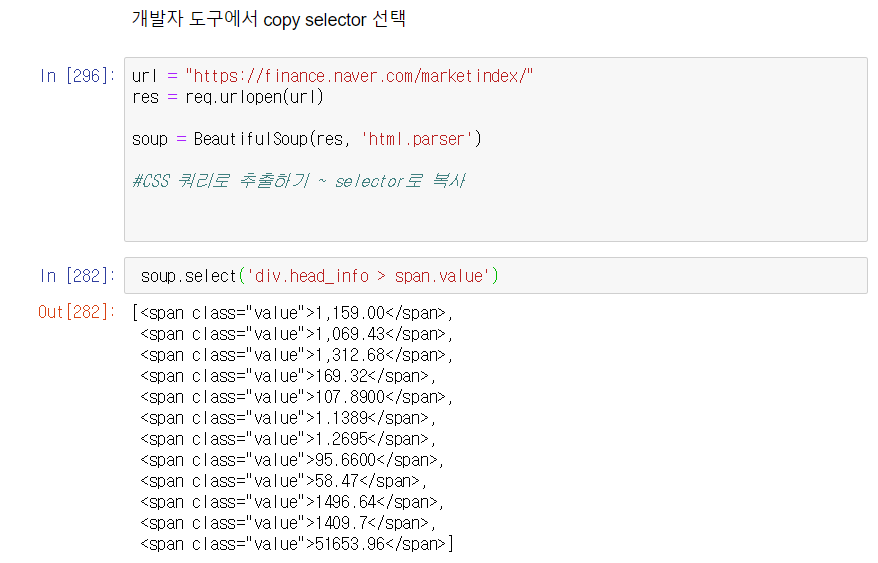 개발자 도구에서 copy selector 선택
In [296]: url = "https://finance.naver.com/marketindex/"
res = req.urlopen(url)
soup = BeautifulSoup(res, 'html.parser')
#CSS 쿼리로 추출하기 ~ selector로 복사
In [282]: soup.select('div.head_info > span.value')
Out[282]: [<span class="value">1,159.00</span>,
<span class="value">1,069.43</span>,
<span class="value">1,312.68</span>,
<span class="value">169.32</span>,
<span class="value">107.8900</span>,
<span class="value">1.1389</span>,
<span class="value">1.2695</span>,
<span class="value">95.6600</span>,
<span class="value">58.47</span>,
<span class="value">1496.64</span>,
<span class="value">1409.7</span>,
<span class="value">51653.96</span>]